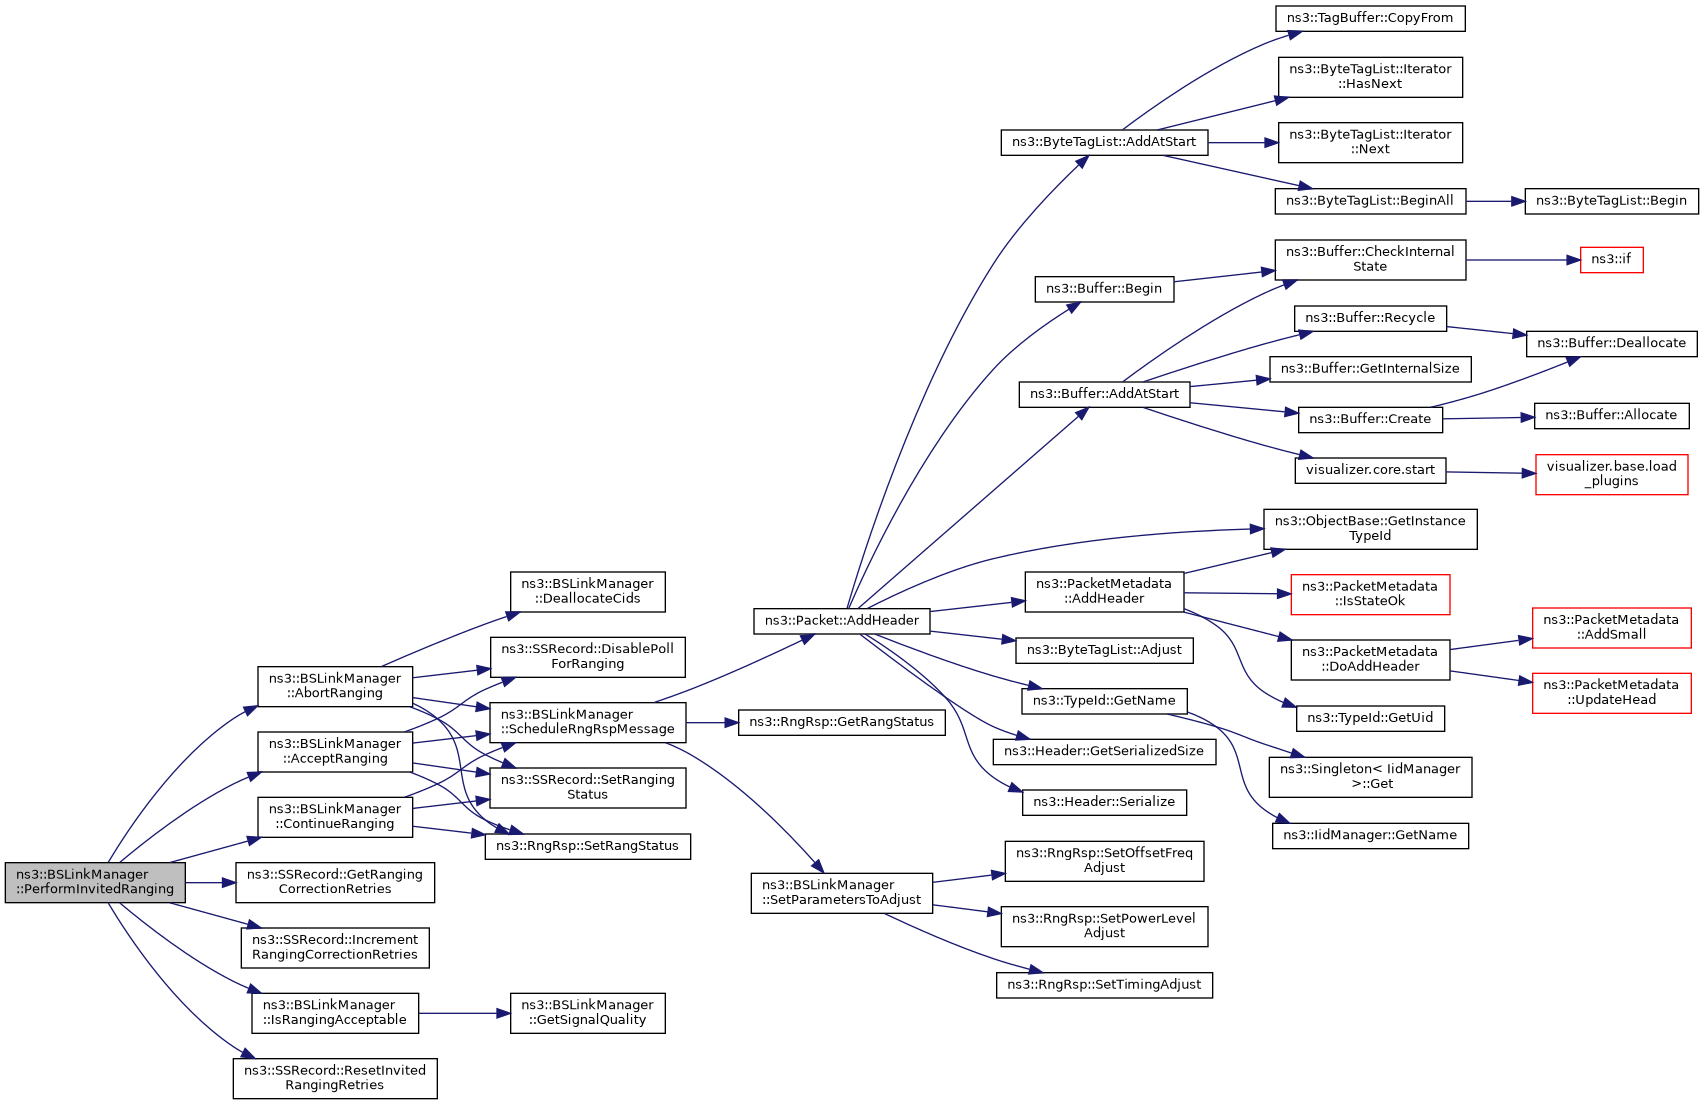 ns3::BSLinkManager
::PerformInvitedRanging
ns3::BSLinkManager
::AbortRanging
ns3::BSLinkManager
::AcceptRanging
ns3::BSLinkManager
::ContinueRanging
ns3::SSRecord::GetRanging
CorrectionRetries
ns3::SSRecord::Increment
RangingCorrectionRetries
ns3::BSLinkManager
::IsRangingAcceptable
ns3::SSRecord::ResetInvited
RangingRetries
ns3::BSLinkManager
::DeallocateCids
ns3::SSRecord::DisablePoll
ForRanging
ns3::BSLinkManager
::ScheduleRngRspMessage
ns3::SSRecord::SetRanging
Status
ns3::RngRsp::SetRangStatus
ns3::BSLinkManager
::GetSignalQuality
ns3::Packet::AddHeader
ns3::RngRsp::GetRangStatus
ns3::BSLinkManager
::SetParametersToAdjust
ns3::ByteTagList::AddAtStart
ns3::Buffer::Begin
ns3::Buffer::AddAtStart
ns3::PacketMetadata
::AddHeader
ns3::ByteTagList::Adjust
ns3::TypeId::GetName
ns3::Header::GetSerializedSize
ns3::Header::Serialize
ns3::RngRsp::SetOffsetFreq
Adjust
ns3::RngRsp::SetPowerLevel
Adjust
ns3::RngRsp::SetTimingAdjust
ns3::TagBuffer::CopyFrom
ns3::ByteTagList::Iterator
::HasNext
ns3::ByteTagList::Iterator
::Next
ns3::ByteTagList::BeginAll
ns3::Buffer::CheckInternal
State
ns3::Buffer::Recycle
ns3::Buffer::GetInternalSize
ns3::Buffer::Create
visualizer.core.start
ns3::ObjectBase::GetInstance
TypeId
ns3::PacketMetadata
::IsStateOk
ns3::PacketMetadata
::DoAddHeader
ns3::TypeId::GetUid
ns3::Singleton< IidManager
>::Get
ns3::IidManager::GetName
ns3::ByteTagList::Begin
ns3::if
ns3::Buffer::Deallocate
ns3::Buffer::Allocate
visualizer.base.load
_plugins
ns3::PacketMetadata
::AddSmall
ns3::PacketMetadata
::UpdateHead